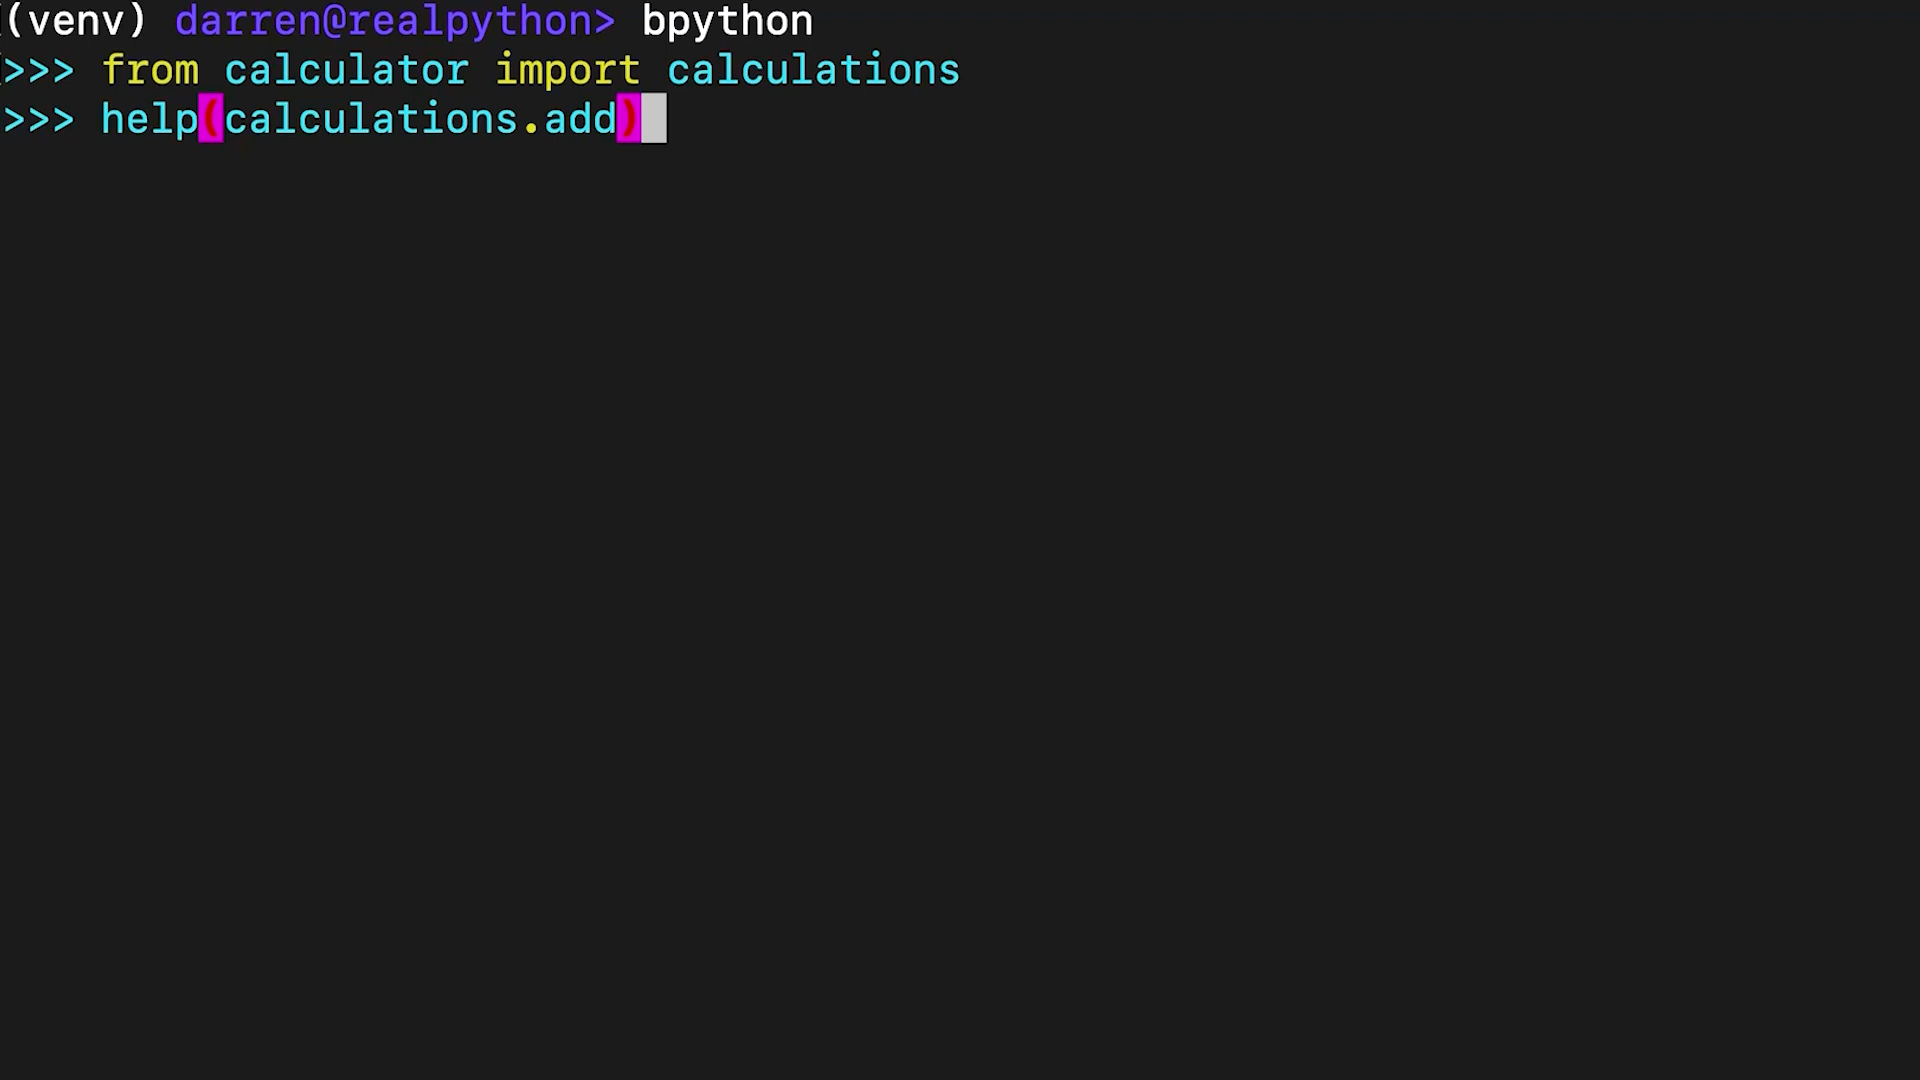 (venv) darren@realpython> bpython
>>> from calculator import calculations
>>> help(calculations.add)